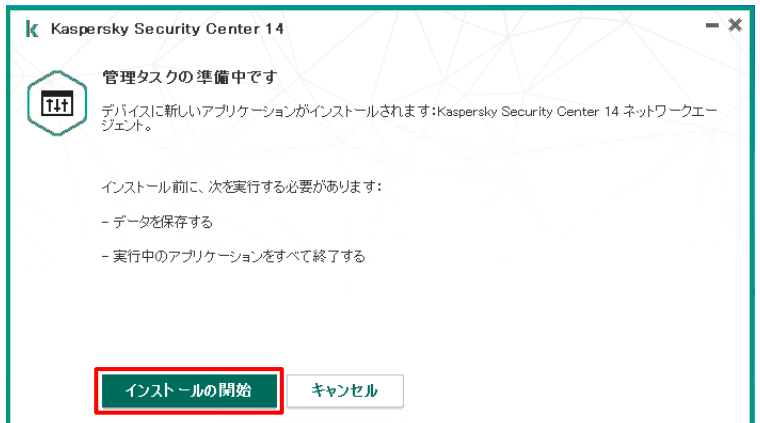 Kaspersky Security Center 14
管理タスクの準備中です
デバイスに新しいアプリケーションがインストールされます:Kaspersky Security Center 14 ネットワークエー
ジェント。
インストール前に、次を実行する必要があります:
- データを保存する
- 実行中のアプリケーションをすべて終了する
インストールの開始
キャンセル